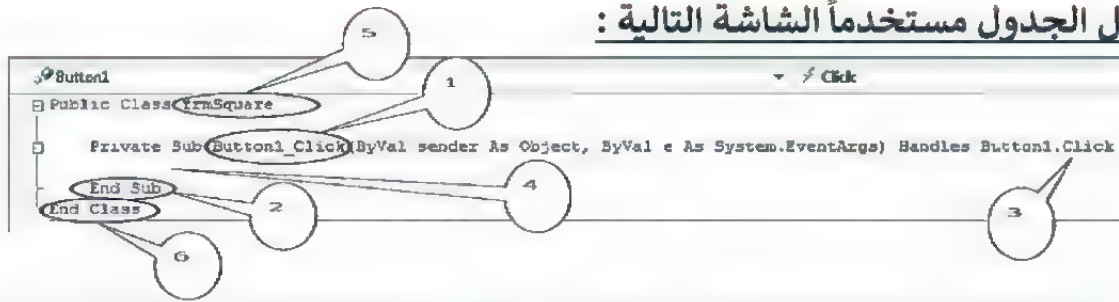 ل الجدول مستخدماً الشاشة التالية :
5
Button1 Click
1
Public Class frmSquare
Private Sub Button1_Click(ByVal sender As Object, ByVal e As System.EventArgs) Handles Button1.Click
4
End Sub
2
3
End Class
6